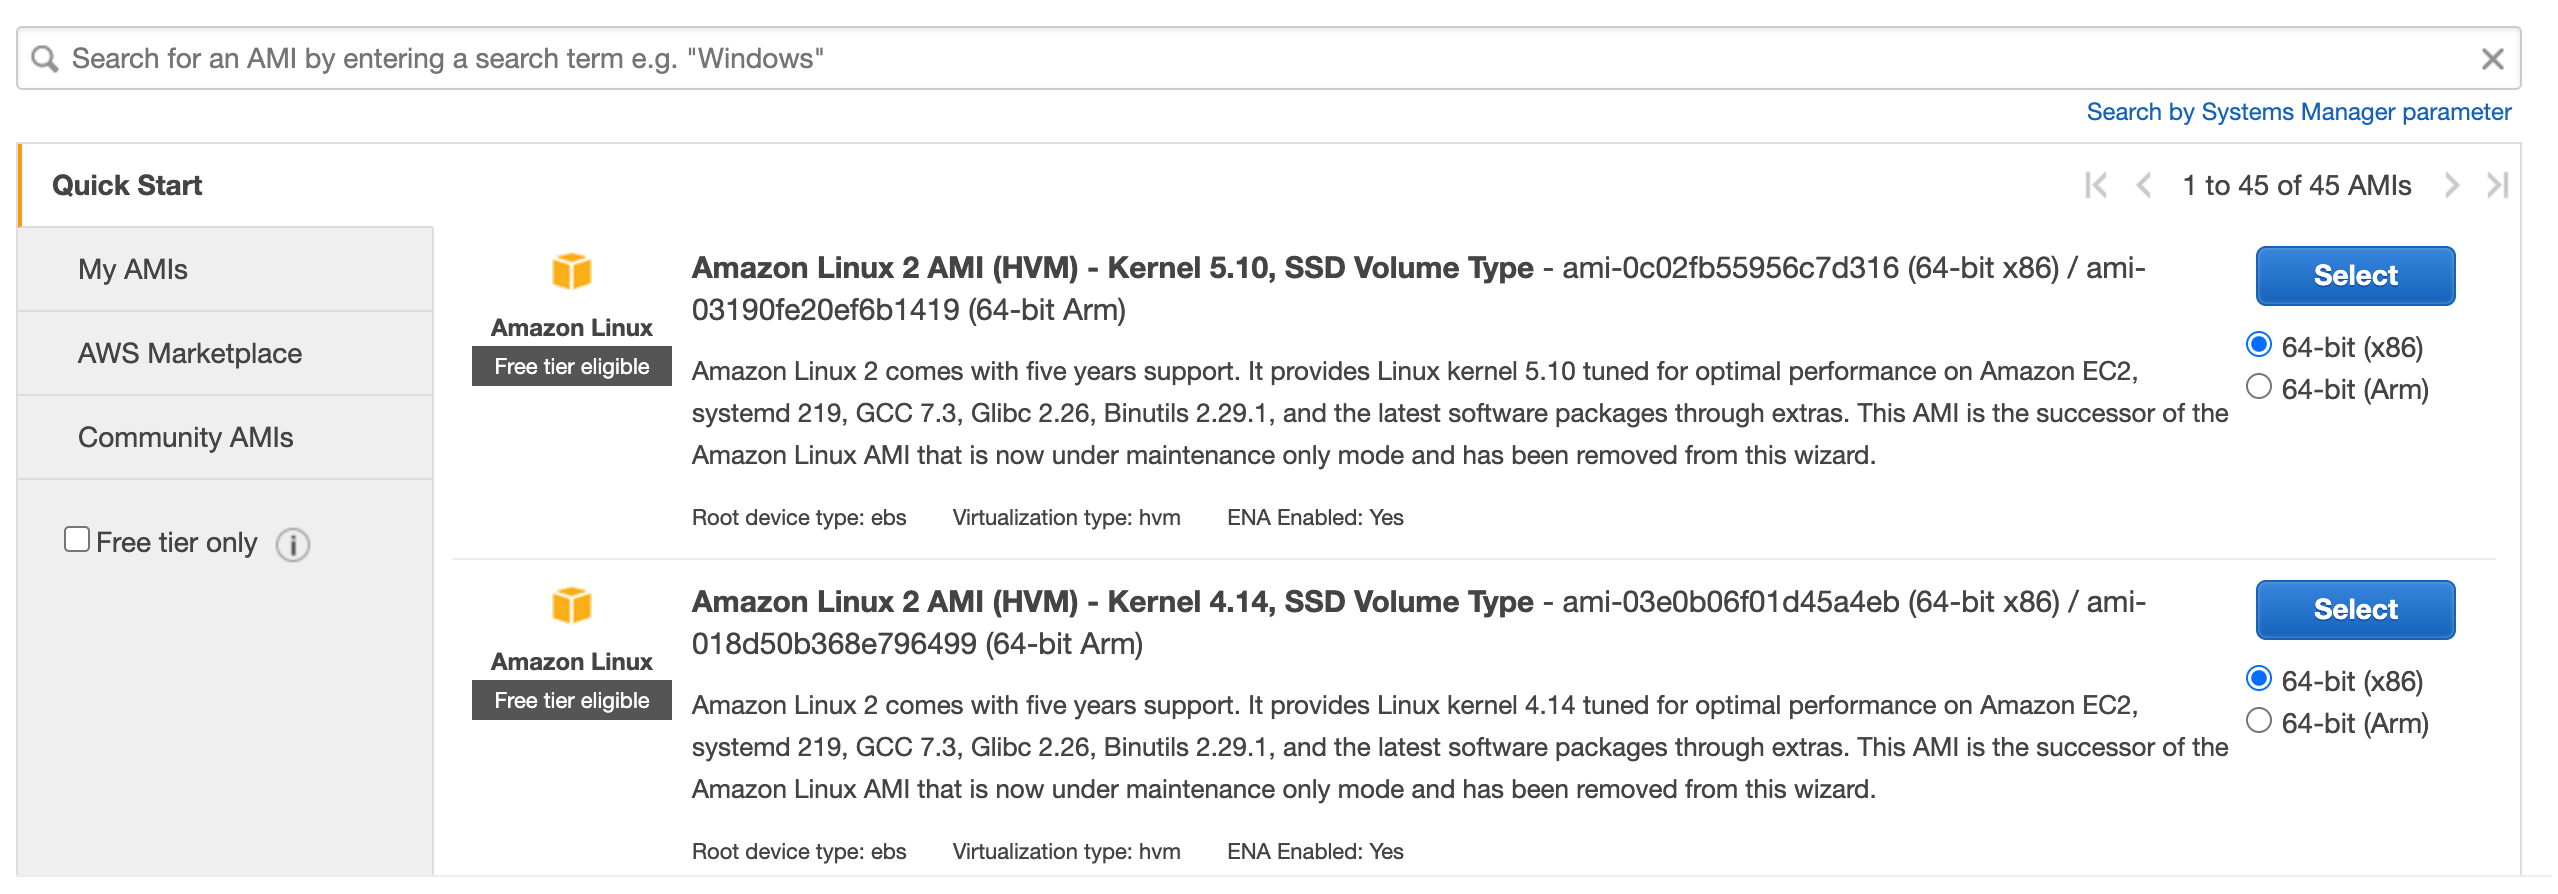 Search for an AMI by entering a search term e.g. "Windows"
Search by Systems Manager parameter
Quick Start
1 to 45 of 45 AMIs
My AMIs
AWS Marketplace
Community AMIs
Free tier only
i
Amazon Linux
Free tier eligible
Amazon Linux 2 AMI (HVM) - Kernel 5.10, SSD Volume Type - ami-0c02fb55956c7d316 (64-bit x86) / ami-
03190fe20ef6b1419 (64-bit Arm)
Amazon Linux 2 comes with five years support. It provides Linux kernel 5.10 tuned for optimal performance on Amazon EC2,
systemd 219, GCC 7.3, Glibc 2.26, Binutils 2.29.1, and the latest software packages through extras. This AMI is the successor of the
Amazon Linux AMI that is now under maintenance only mode and has been removed from this wizard.
Root device type: ebs Virtualization type: hvm ENA Enabled: Yes
Select
64-bit (x86)
64-bit (Arm)
Amazon Linux
Free tier eligible
Amazon Linux 2 AMI (HVM) - Kernel 4.14, SSD Volume Type - ami-03e0b06f01d45a4eb (64-bit x86) / ami-
018d50b368e796499 (64-bit Arm)
Amazon Linux 2 comes with five years support. It provides Linux kernel 4.14 tuned for optimal performance on Amazon EC2,
systemd 219, GCC 7.3, Glibc 2.26, Binutils 2.29.1, and the latest software packages through extras. This AMI is the successor of the
Amazon Linux AMI that is now under maintenance only mode and has been removed from this wizard.
Root device type: ebs Virtualization type: hvm ENA Enabled: Yes
Select
64-bit (x86)
64-bit (Arm)